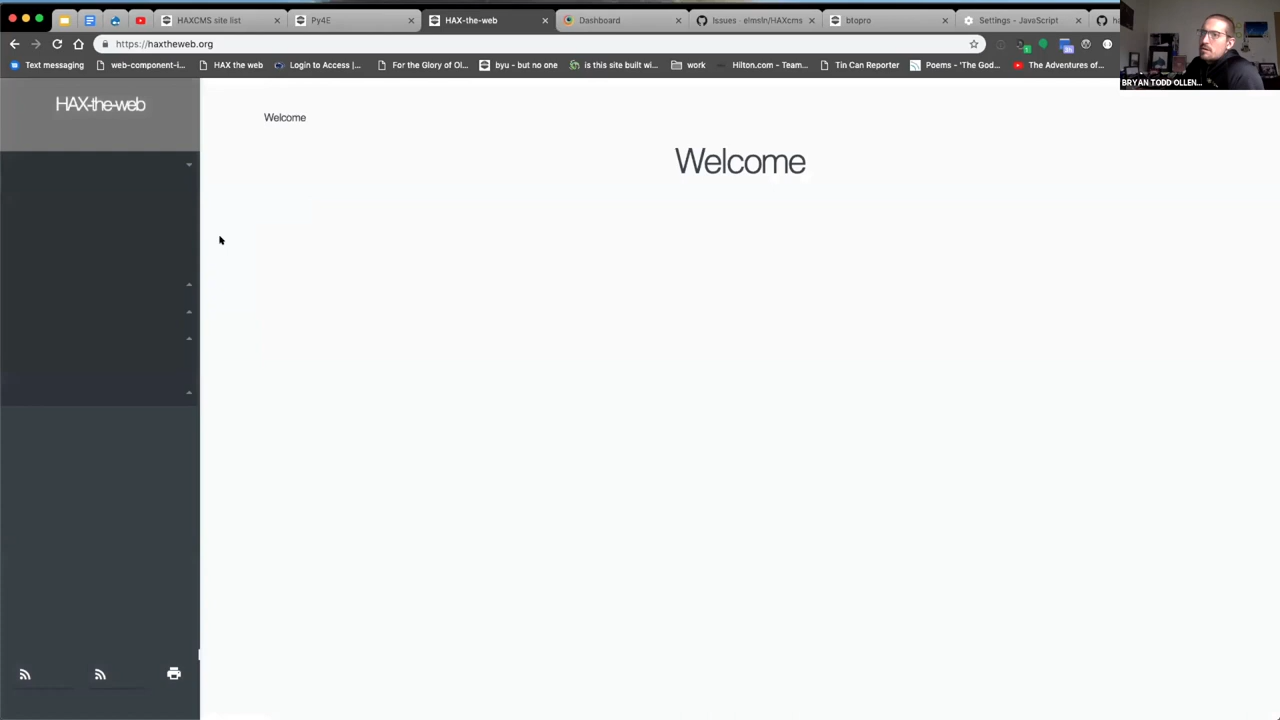 HAXCMS site list
Py4E
HAX-the-web
Dashboard
Issues · elmsln/HAXcms
btopro
Settings - JavaScript
https://haxtheweb.org
Text messaging
web-component-i...
HAX the web
Login to Access |...
For the Glory of Ol...
byu - but no one
is this site built wi...
work
Hilton.com - Team...
Tin Can Reporter
Poems - 'The God...
The Adventures of...
BRYAN TODD OLLEN...
HAX-the-web
Welcome
Welcome